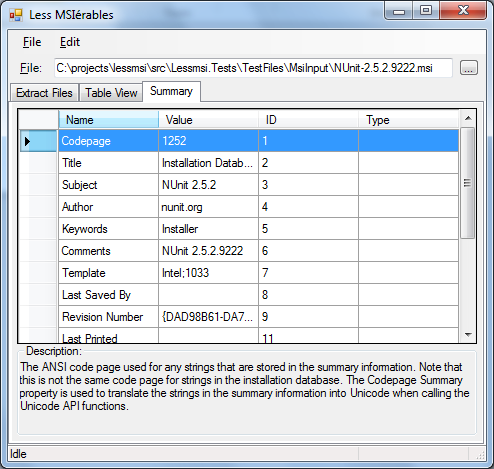 Less MSIérables
File Edit
File: C:\projects\lessmsi\src\Lessmsi.Tests\TestFiles\MsiInput\NUnit-2.5.2.9222.msi ...
Extract Files Table View Summary
Name Value ID Type
Codepage 1252 1
Title Installation Datab... 2
Subject NUnit 2.5.2 3
Author nunit.org 4
Keywords Installer 5
Comments NUnit 2.5.2.9222 6
Template Intel;1033 7
Last Saved By 8
Revision Number {DAD98B61-DA7... 9
Last Printed 11
Description:
The ANSI code page used for any strings that are stored in the summary information. Note that
this is not the same code page for strings in the installation database. The Codepage Summary
property is used to translate the strings in the summary information into Unicode when calling the
Unicode API functions.
Idle